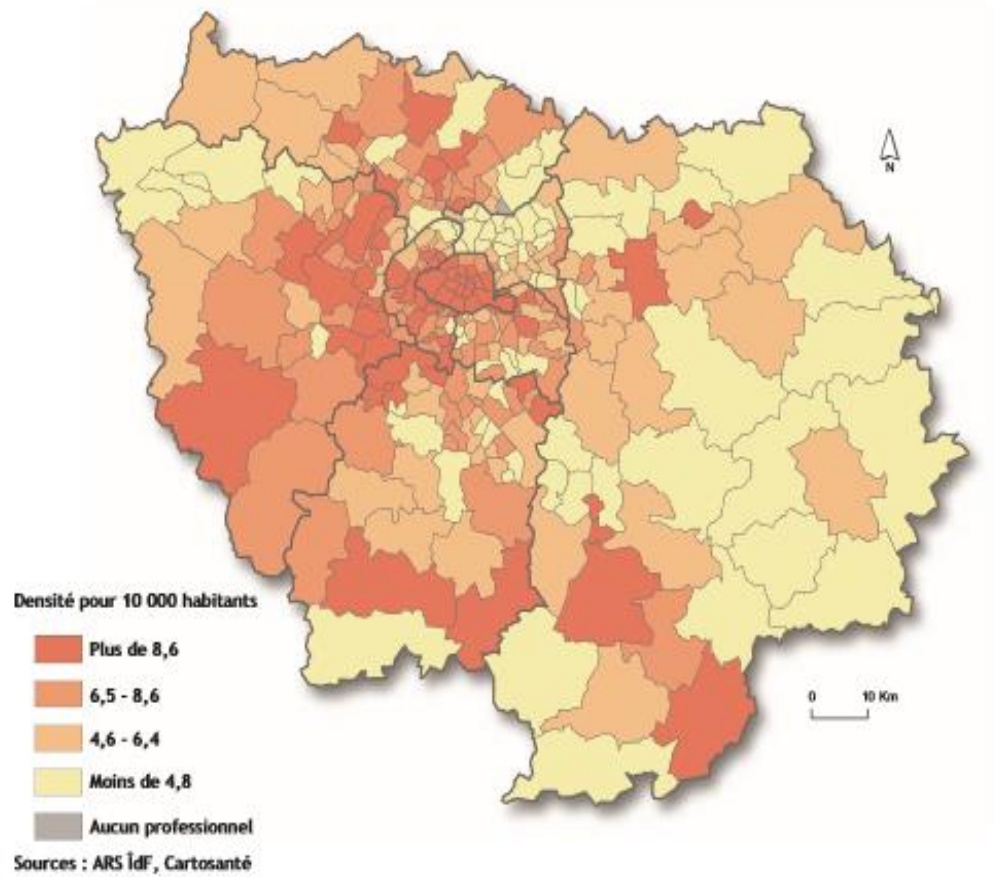 N
Densité pour 10 000 habitants
Plus de 8,6
6,5 - 8,6
4,6 - 6,4
Moins de 4,8
Aucun professionnel
0 10 Km
Sources : ARS ÎdF, Cartosanté